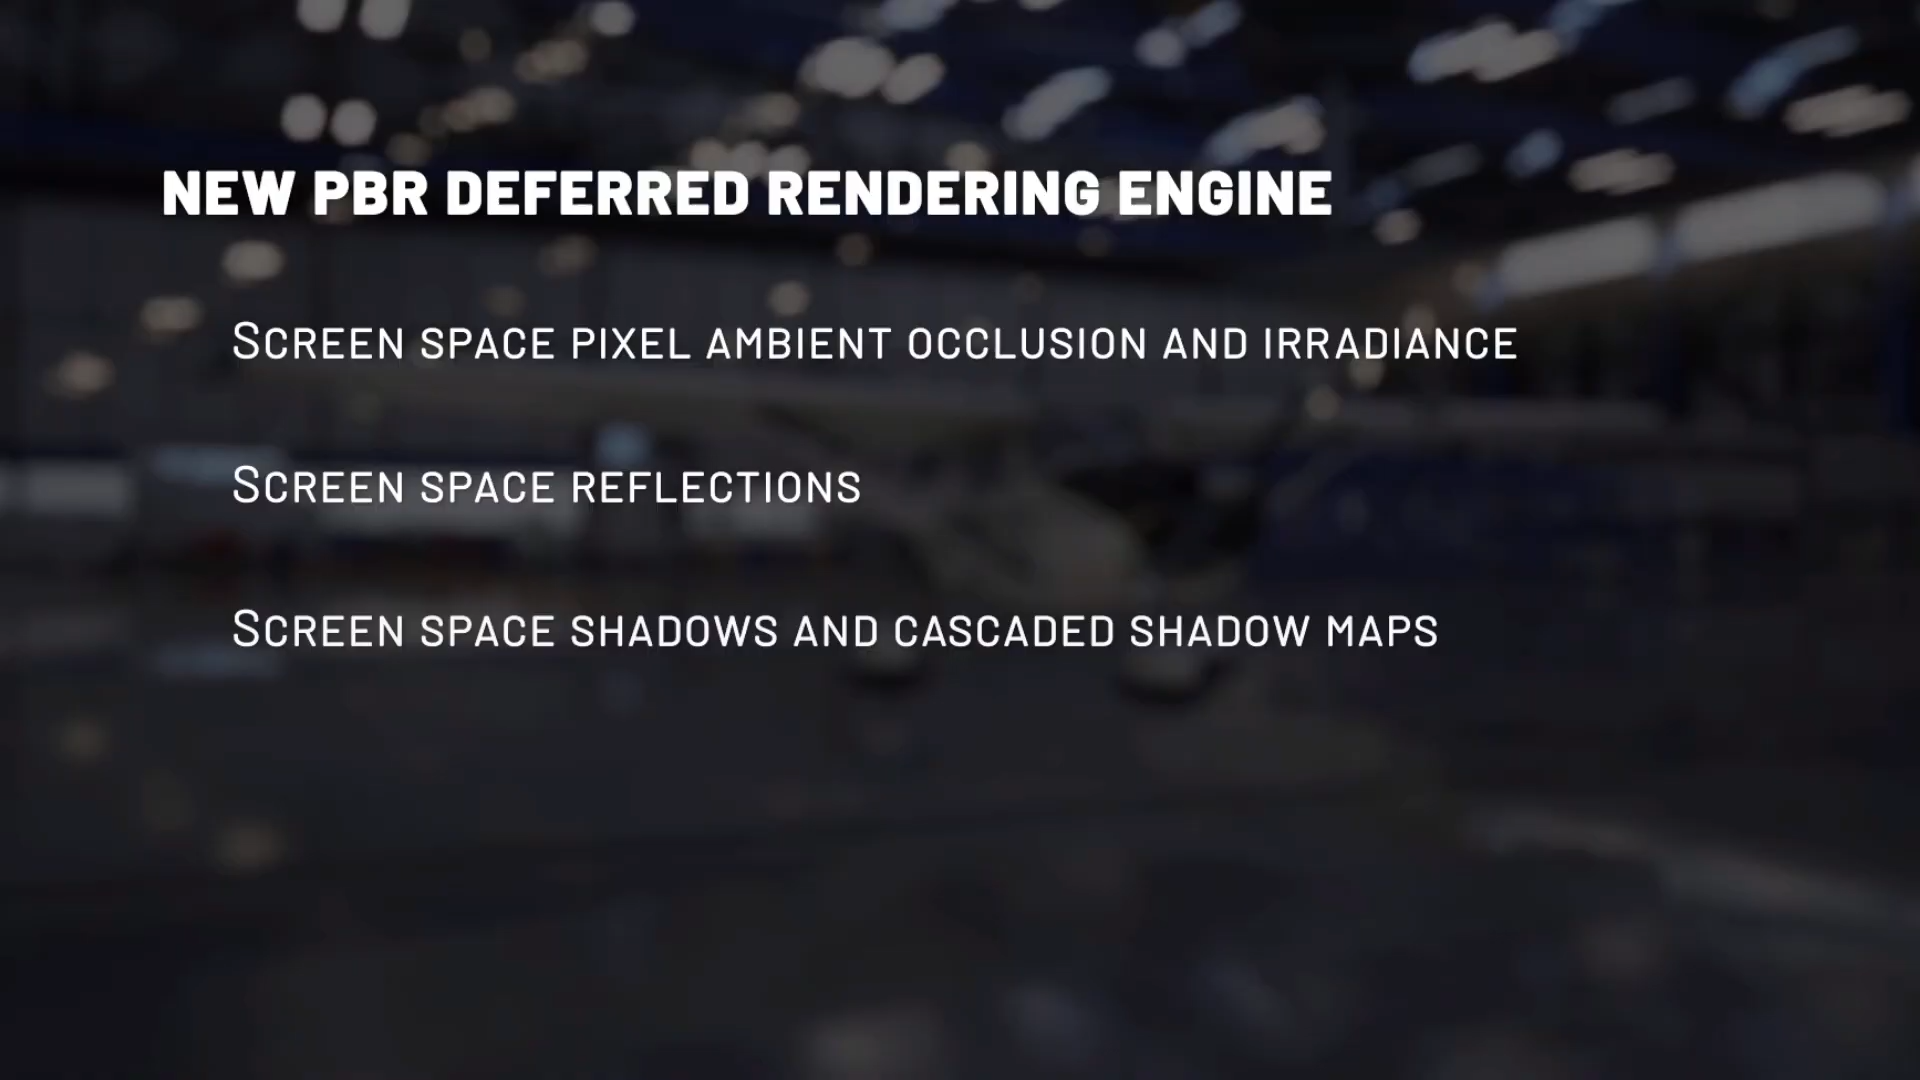 NEW PBR DEFERRED RENDERING ENGINE
SCREEN SPACE PIXEL AMBIENT OCCLUSION AND IRRADIANCE
SCREEN SPACE REFLECTIONS
SCREEN SPACE SHADOWS AND CASCADED SHADOW MAPS